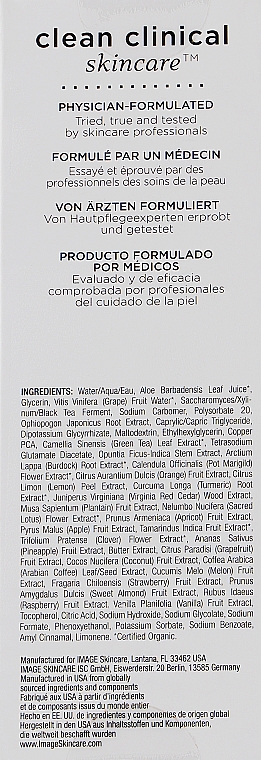 clean clinical
skincare™
PHYSICIAN-FORMULATED
Tried, true and tested
by skincare professionals
FORMULÉ PAR UN MÉDECIN
Essayé et éprouvé par des
professionnels des soins de la peau
VON ÄRZTEN FORMULIERT
Von Hautpflegeexperten erprobt
und getestet
PRODUCTO FORMULADO
POR MÉDICOS
Evaluado y de eficacia
comprobada por profesionales
del cuidado de la piel
INGREDIENTS: Water/Aqua/Eau, Aloe Barbadensis Leaf Juice*,
Glycerin, Vitis Vinifera (Grape) Fruit Water*, Saccharomyces/Xyli-
num/Black Tea Ferment, Sodium Carbomer, Polysorbate 20,
Ophiopogon Japonicus Root Extract, Caprylic/Capric Triglyceride,
Dipotassium Glycyrrhizate, Maltodextrin, Ethylhexylglycerin, Copper
PCA, Camellia Sinensis (Green Tea) Leaf Extract*, Tetrasodium
Glutamate Diacetate, Opuntia Ficus-Indica Stem Extract, Arctium
Lappa (Burdock) Root Extract*, Calendula Officinalis (Pot Marigold)
Flower Extract*, Citrus Aurantium Dulcis (Orange) Fruit Extract, Citrus
Limon (Lemon) Peel Extract, Curcuma Longa (Turmeric) Root
Extract*, Juniperus Virginiana (Virginia Red Cedar) Wood Extract,
Musa Sapientum (Plantain) Fruit Extract, Nelumbo Nucifera (Sacred
Lotus) Flower Extract*, Prunus Armeniaca (Apricot) Fruit Extract,
Pyrus Malus (Apple) Fruit Extract, Tamarindus Indica Fruit Extract*,
Trifolium Pratense (Clover) Flower Extract*, Ananas Sativus
(Pineapple) Fruit Extract, Butter Extract, Citrus Paradisi (Grapefruit)
Fruit Extract, Cocos Nucifera (Coconut) Fruit Extract, Coffea Arabica
(Arabian Coffee) Leaf/Seed Extract, Cucumis Melo (Melon) Fruit
Extract, Fragaria Chiloensis (Strawberry) Fruit Extract, Prunus
Amygdalus Dulcis (Sweet Almond) Fruit Extract, Rubus Idaeus
(Raspberry) Fruit Extract, Vanilla Planifolia (Vanilla) Fruit Extract,
Tocopherol, Citric Acid, Sodium Hydroxide, Sodium Glycolate, Sodium
Formate, Phenoxyethanol, Potassium Sorbate, Sodium Benzoate,
Amyl Cinnamal, Limonene. *Certified Organic.
Manufactured for IMAGE Skincare, Lantana, FL 33462 USA
IMAGE SKINCARE ISC GmbH, Eiswerderstr. 20 Berlin, 13585 Germany
Manufactured in USA from globally
sourced ingredients and components
Fabriqué aux USA à partir d'ingrédients
et de composants issus du monde entier
Hecho en EE. UU. de ingredientes y componentes de origen global
Hergestellt in den USA aus Inhaltsstoffen und Komponenten,
die weltweit beschafft wurden
www.ImageSkincare.com